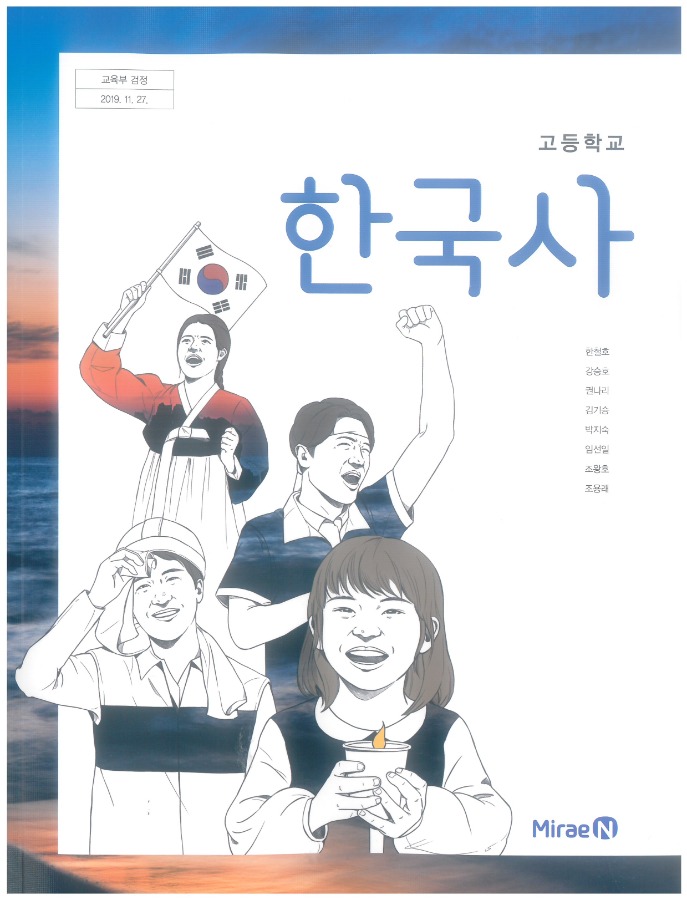 교육부 검정
2019. 11. 27.
고등학교
한국사
한철호
강승호
권나리
김기승
박지숙
임선일
조왕호
조용래
Mirae N